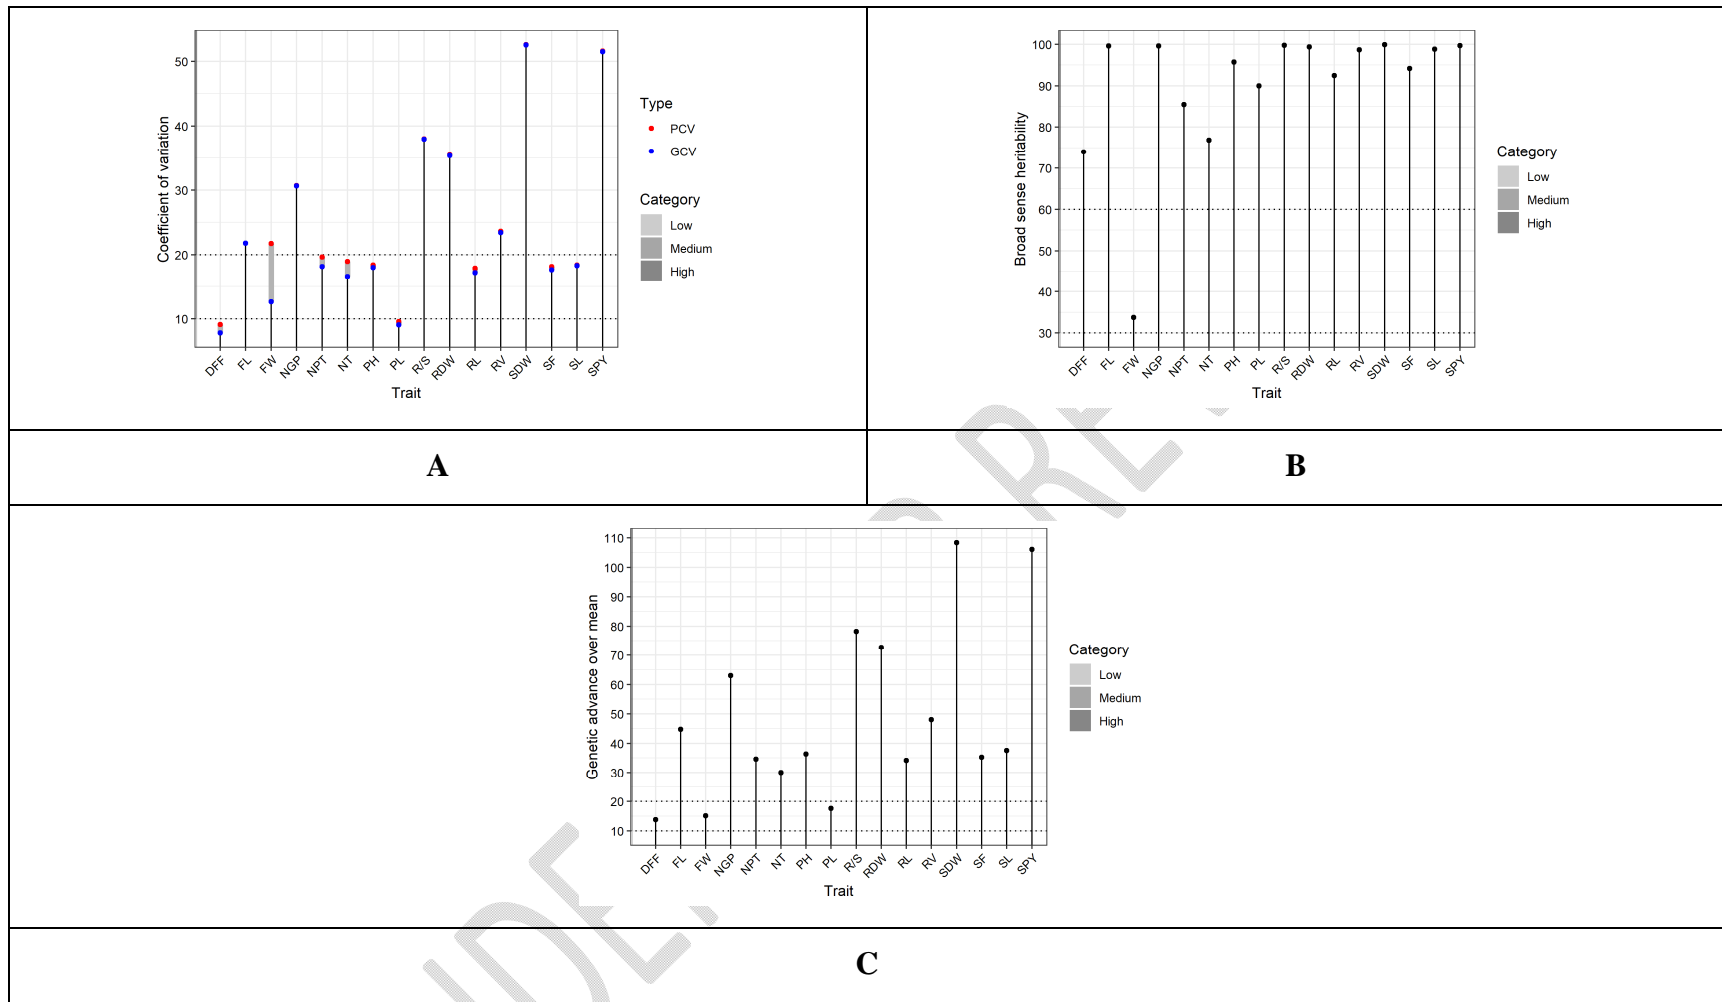 Coefficient of variation
50
40
30
20
10
DFF FL FW NGP NPT NT PH PL R/S RDW RL RV SDW SF SL SPY
Trait
Type
PCV
GCV
Category
Low
Medium
High
Broad sense heritability
100
90
80
70
60
50
40
30
DFF FL FW NGP NPT NT PH PL R/S RDW RL RV SDW SF SL SPY
Trait
Category
Low
Medium
High
A
B
Genetic advance over mean
110
100
90
80
70
60
50
40
30
20
10
DFF FL FW NGP NPT NT PH PL R/S RDW RL RV SDW SF SL SPY
Trait
Category
Low
Medium
High
C